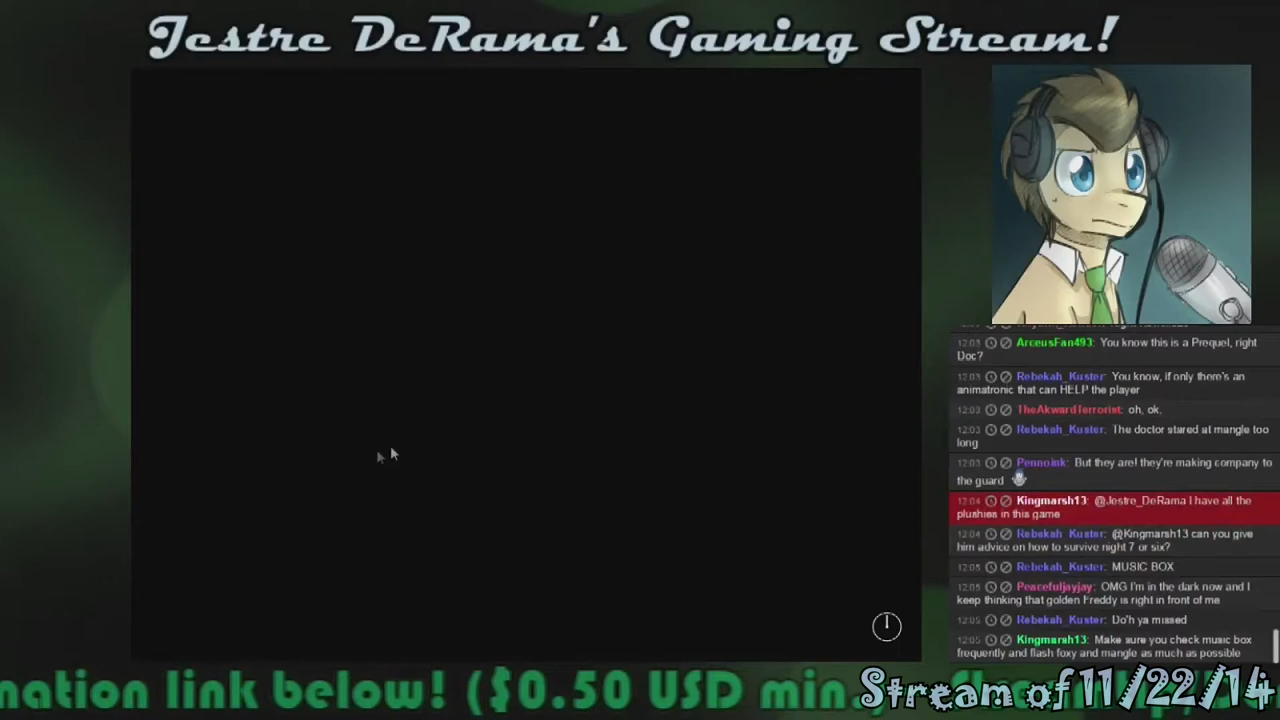 Jestre DeRama's Gaming Stream!
12:03 ArceusFan493: You know this is a Prequel, right
Doc?
12:03 Rebekah_Kuster: You know, if only there's an
animatronic that can HELP the player
12:03 TheAkwardTerrorist: oh, ok.
12:03 Rebekah_Kuster: The doctor stared at mangle too
long
12:03 Pennoink: But they are! they're making company to
the guard
12:04 Kingmarsh13: @Jestre_DeRama I have all the
plushies in this game
12:04 Rebekah_Kuster: @Kingmarsh13 can you give
him advice on how to survive night 7 or six?
12:05 Rebekah_Kuster: MUSIC BOX
12:05 Peacefuljayjay: OMG I'm in the dark now and I
keep thinking that golden Freddy is right in front of me
12:05 Rebekah_Kuster: Do'h ya missed
12:05 Kingmarsh13: Make sure you check music box
frequently and flash foxy and mangle as much as possible
nation link below! ($0.50 USD min.
Stream of 11/22/14